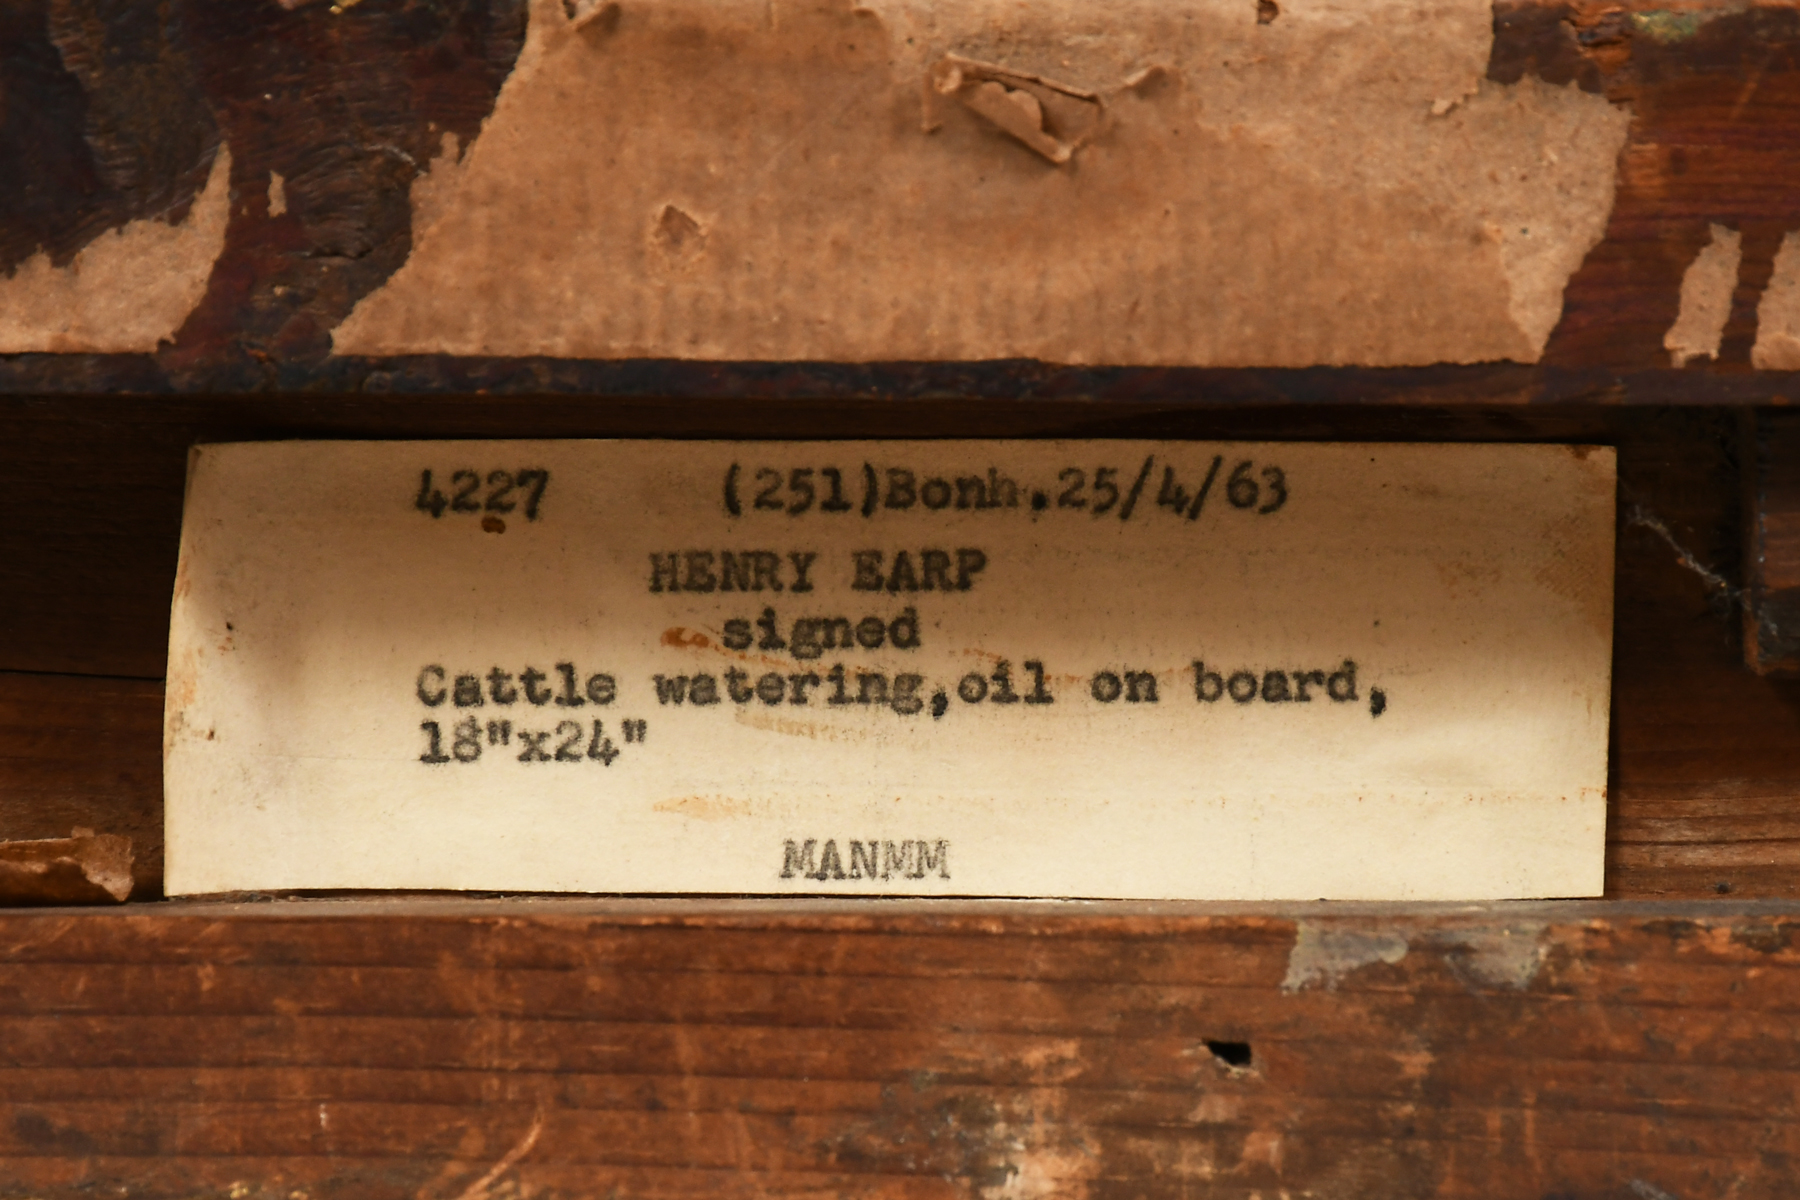 4227 (251)Bonh.25/4/63
HENRY EARP
signed
Cattle watering,oil on board,
18"x24"
MANMM